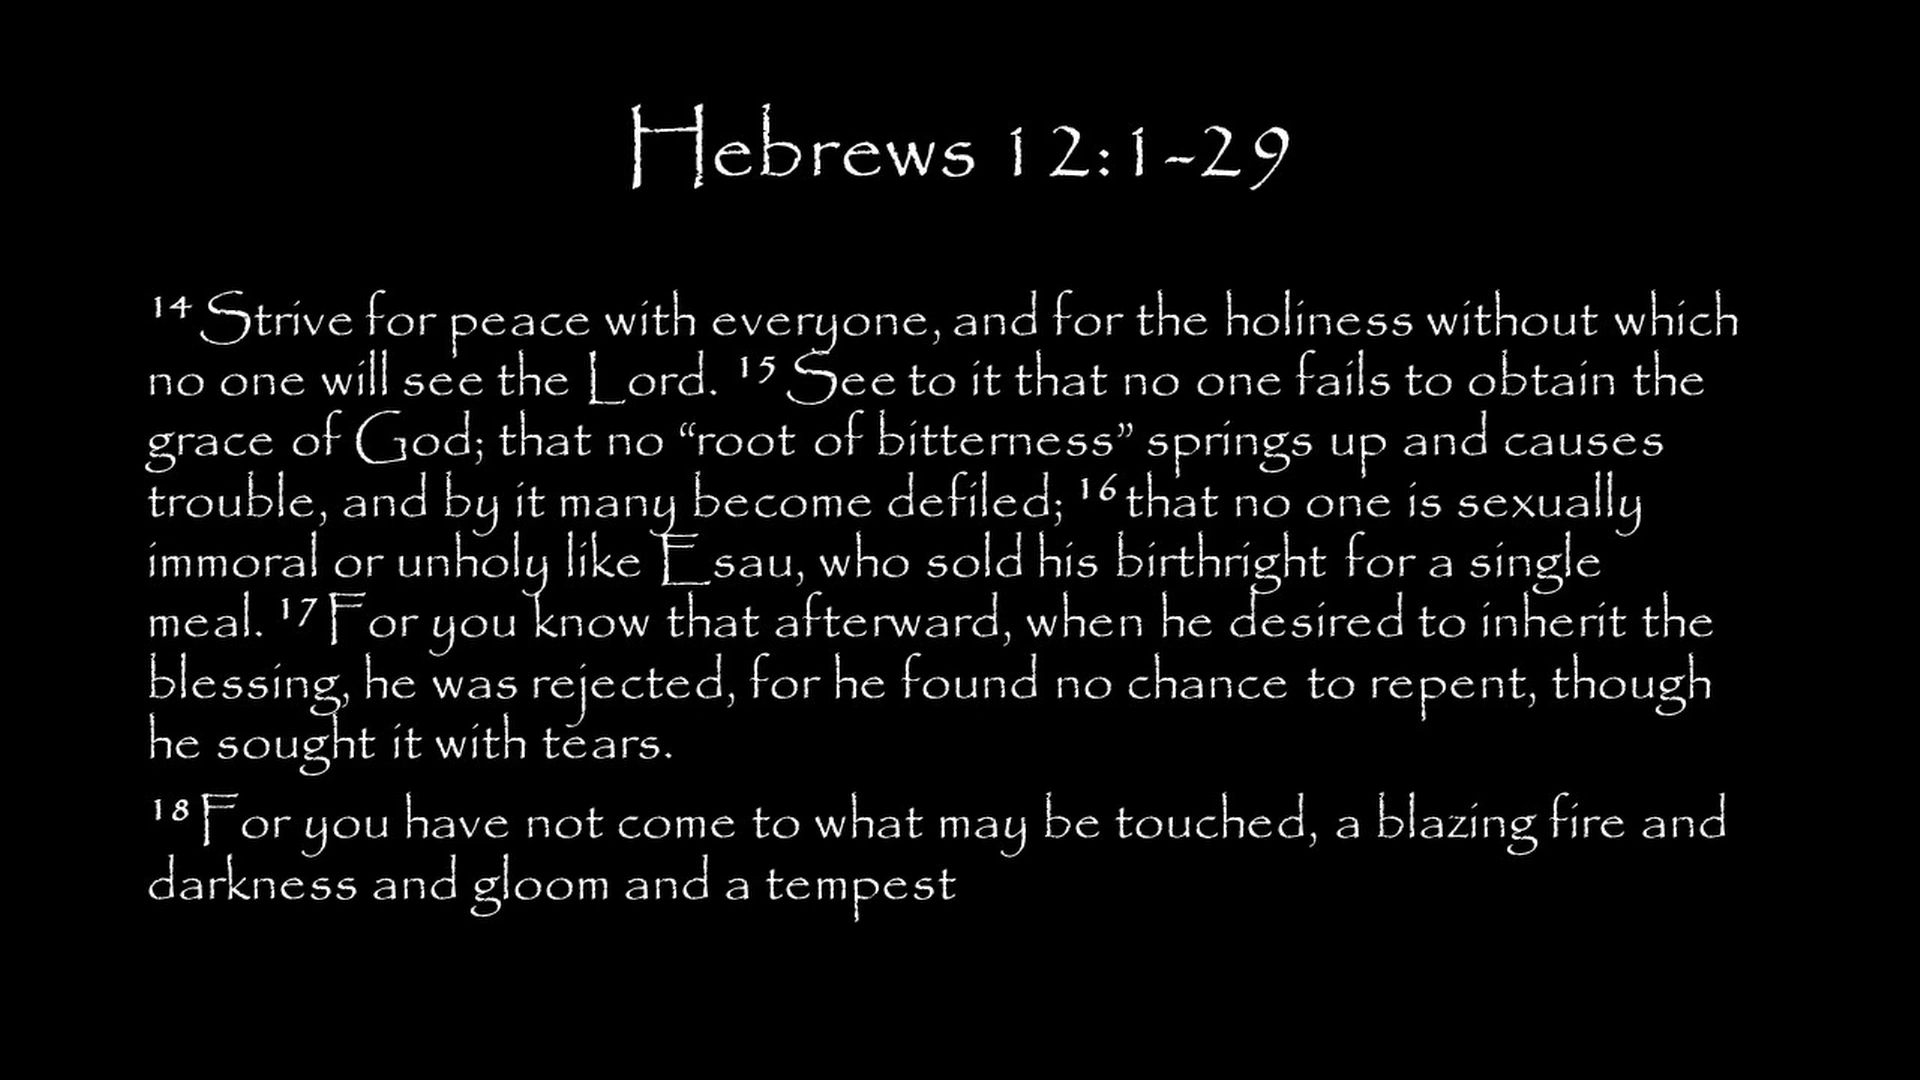 Hebrews 12:1-29
14 Strive for peace with everyone, and for the holiness without which
no one will see the Lord. 15 See to it that no one fails to obtain the
grace of God; that no “root of bitterness” springs up and causes
trouble, and by it many become defiled; 16 that no one is sexually
immoral or unholy like Esau, who sold his birthright for a single
meal. 17 For you know that afterward, when he desired to inherit the
blessing, he was rejected, for he found no chance to repent, though
he sought it with tears.
18 For you have not come to what may be touched, a blazing fire and
darkness and gloom and a tempest